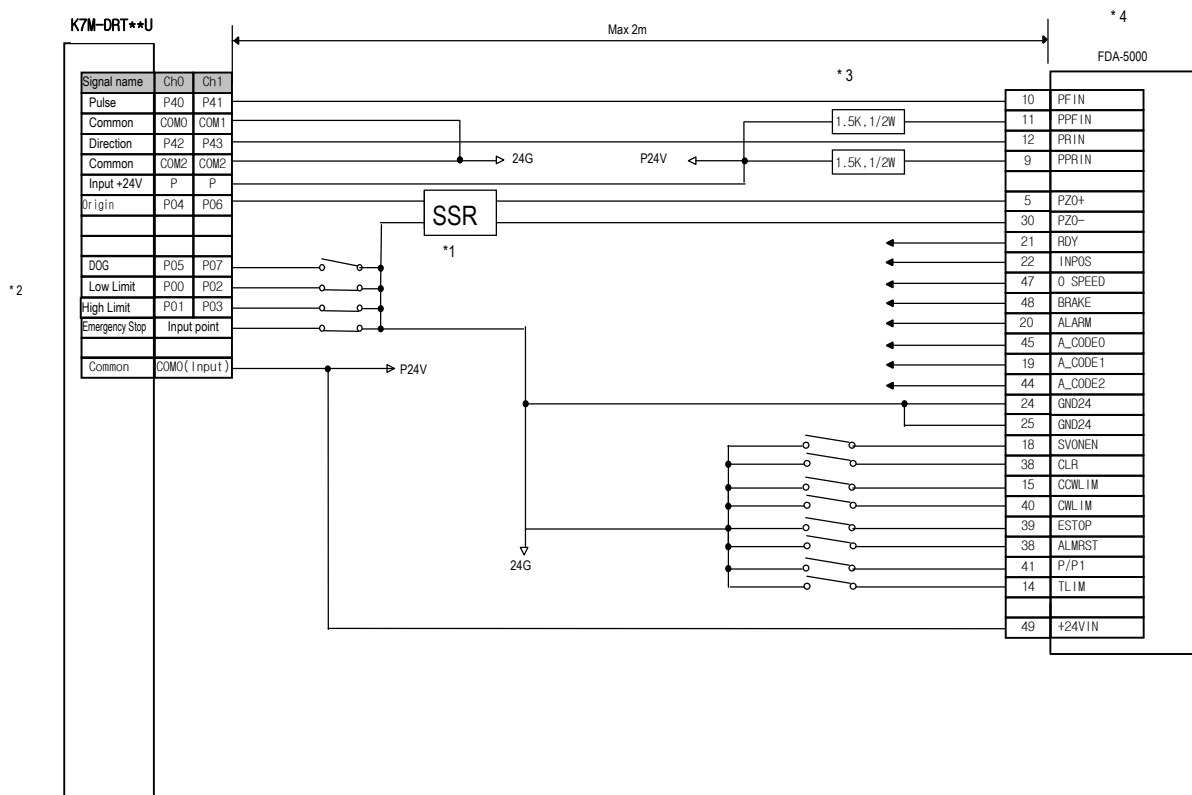 K7M-DRT**U
Max 2m
* 4
FDA-5000
* 3
Signal name Ch0 Ch1
Pulse P40 P41
Common COM0 COM1
Direction P42 P43
Common COM2 COM2
Input +24V P P
Origin P04 P06
DOG P05 P07
Low Limit P00 P02
High Limit P01 P03
Emergency Stop Input point
Common COM0(Input)
* 2
24G
P24V
1.5K,1/2W
1.5K,1/2W
SSR
*1
P24V
24G
10 PFIN
11 PPFIN
12 PRIN
9 PPRIN
5 PZO+
30 PZO-
21 RDY
22 INPOS
47 0 SPEED
48 BRAKE
20 ALARM
45 A_CODE0
19 A_CODE1
44 A_CODE2
24 GND24
25 GND24
18 SVONEN
38 CLR
15 CCWLIM
40 CWLIM
39 ESTOP
38 ALMRST
41 P/P1
14 TLIM
49 +24VIN